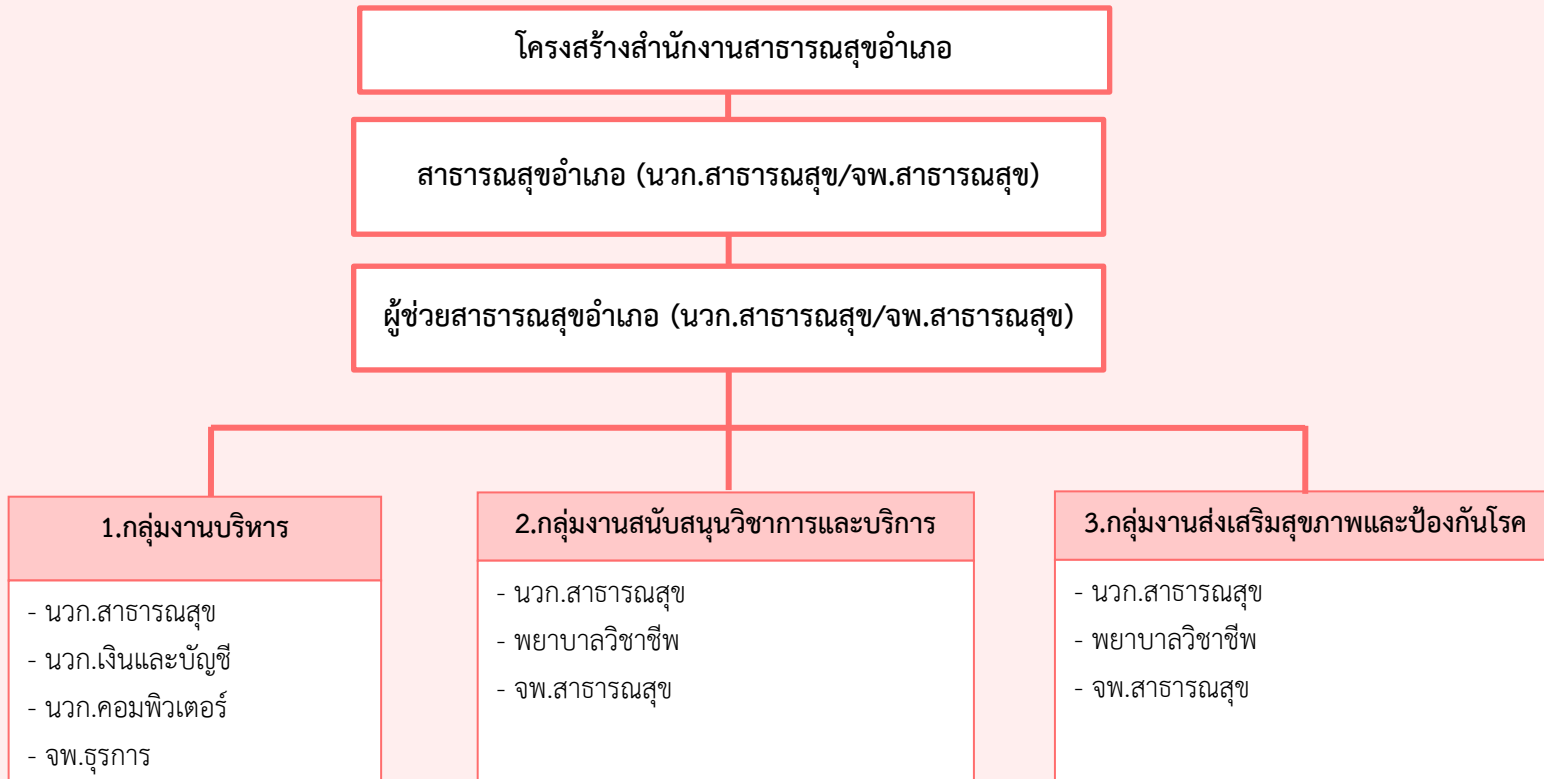 โครงสร้างสำนักงานสาธารณสุขอำเภอ
สาธารณสุขอำเภอ (นวก.สาธารณสุข/จพ.สาธารณสุข)
ผู้ช่วยสาธารณสุขอำเภอ (นวก.สาธารณสุข/จพ.สาธารณสุข)
1.กลุ่มงานบริหาร
- นวก.สาธารณสุข
- นวก.เงินและบัญชี
- นวก.คอมพิวเตอร์
- จพ.ธุรการ
2.กลุ่มงานสนับสนุนวิชาการและบริการ
- นวก.สาธารณสุข
- พยาบาลวิชาชีพ
- จพ.สาธารณสุข
3.กลุ่มงานส่งเสริมสุขภาพและป้องกันโรค
- นวก.สาธารณสุข
- พยาบาลวิชาชีพ
- จพ.สาธารณสุข